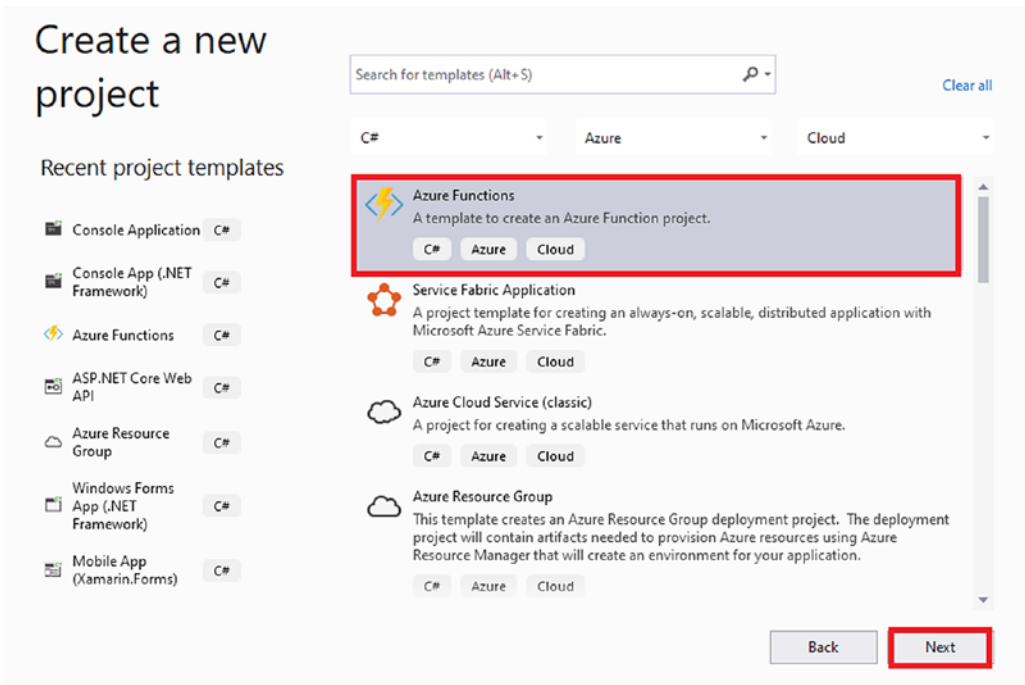 Create a new
project
Search for templates (Alt+S)
Clear all
C#
Azure
Cloud
Recent project templates
Console Application C#
Console App (.NET
Framework)
C#
Azure Functions C#
ASP.NET Core Web
API
C#
Azure Resource
Group
C#
Windows Forms
App (.NET
Framework)
C#
Mobile App
(Xamarin.Forms)
C#
Azure Functions
A template to create an Azure Function project.
C# Azure Cloud
Service Fabric Application
A project template for creating an always-on, scalable, distributed application with
Microsoft Azure Service Fabric.
C# Azure Cloud
Azure Cloud Service (classic)
A project for creating a scalable service that runs on Microsoft Azure.
C# Azure Cloud
Azure Resource Group
This template creates an Azure Resource Group deployment project. The deployment
project will contain artifacts needed to provision Azure resources using Azure
Resource Manager that will create an environment for your application.
C# Azure Cloud
Back
Next